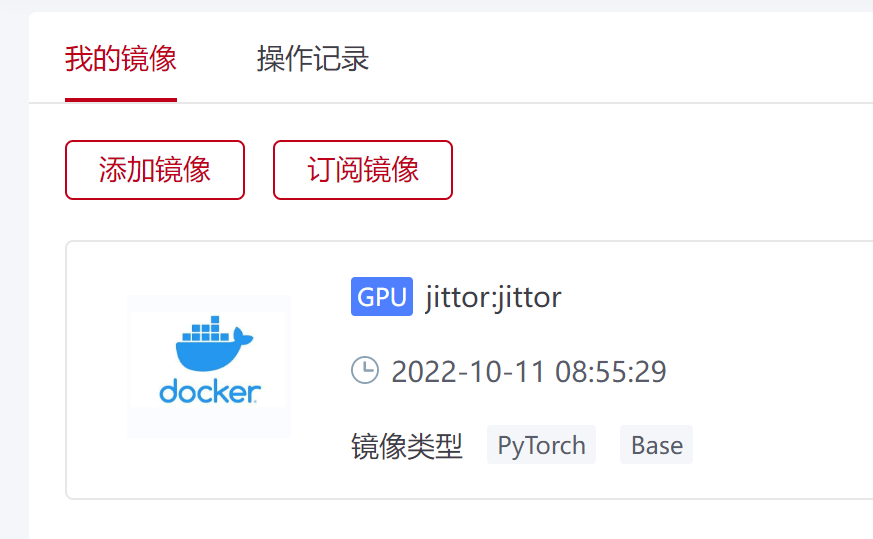 我的镜像 操作记录
添加镜像 订阅镜像
GPU jittor:jittor
docker
2022-10-11 08:55:29
镜像类型 PyTorch Base